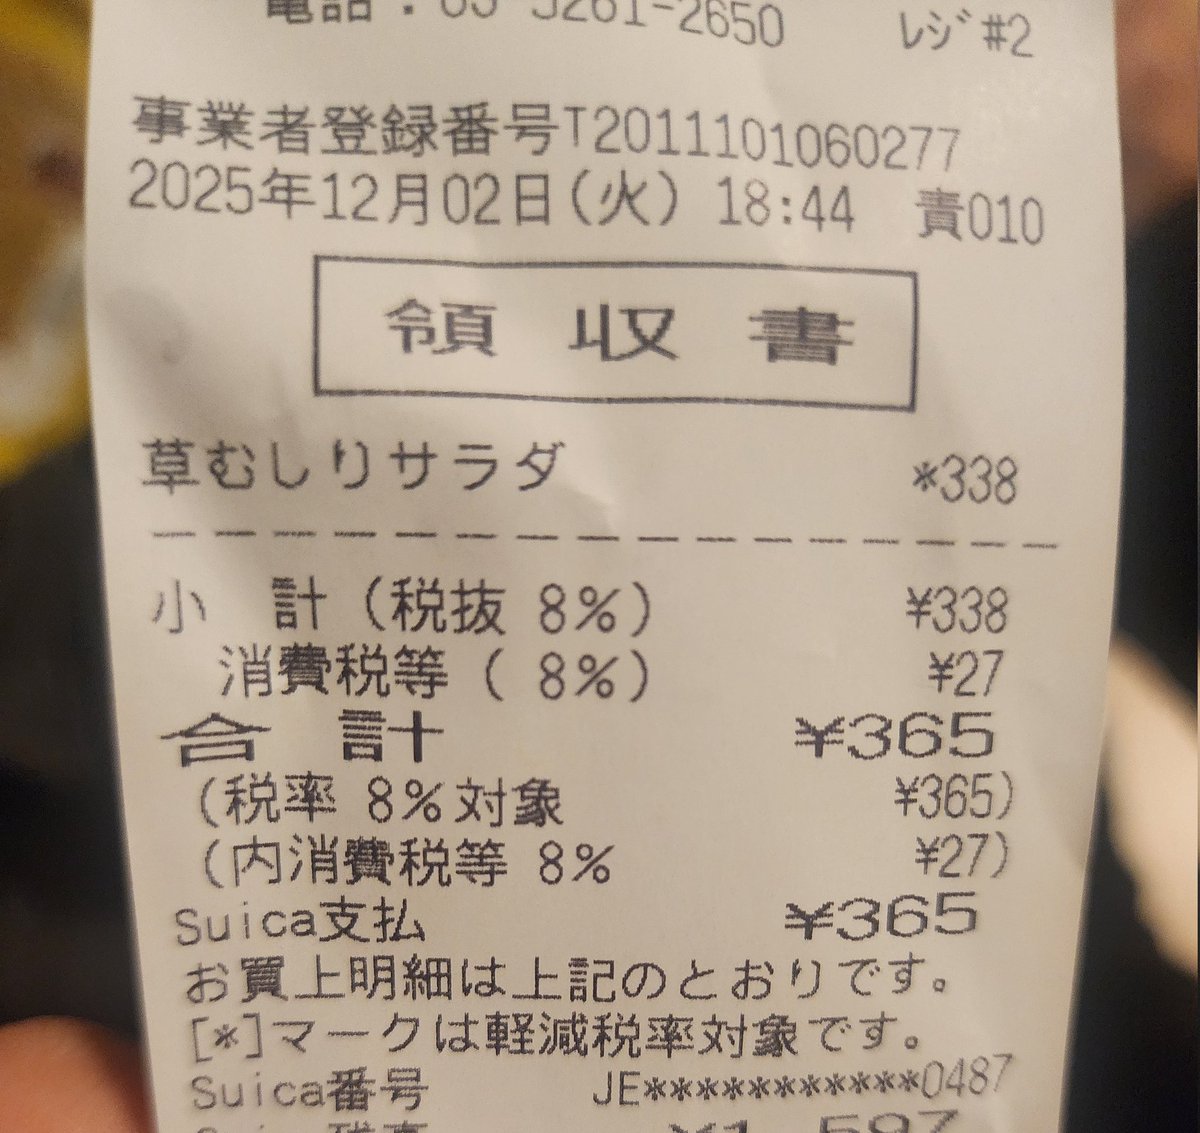 電話：03-5261-2650 レジ#2
事業者登録番号T2011101060277
2025年12月02日(火) 18:44 責010
領収書
草むしりサラダ *338
小 計(税抜 8%) ¥338
消費税等( 8%) ¥27
合 計 ¥365
(税率 8%対象 ¥365)
(内消費税等 8% ¥27)
Suica支払 ¥365
お買上明細は上記のとおりです。
[*]マークは軽減税率対象です。
Suica番号 JE***********0487